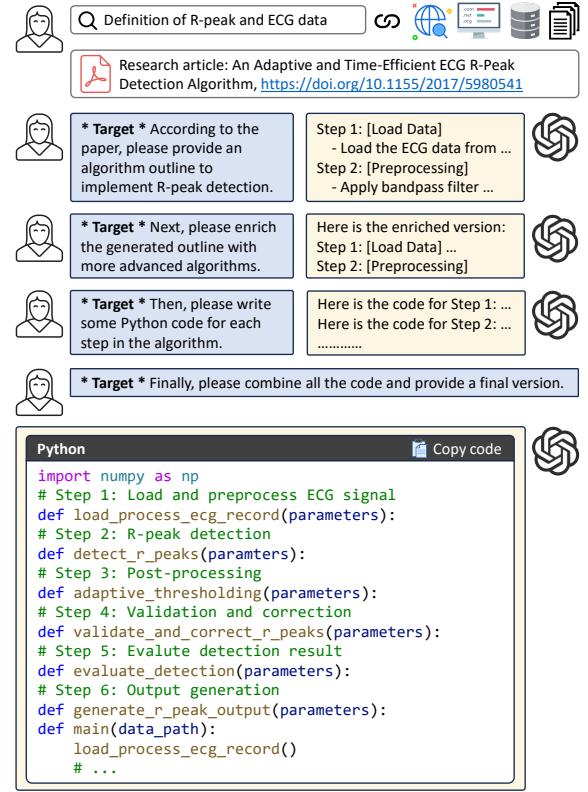 Definition of R-peak and ECG data
.com
.net
.org
Research article: An Adaptive and Time-Efficient ECG R-Peak
Detection Algorithm, https://doi.org/10.1155/2017/5980541
* Target * According to the
paper, please provide an
algorithm outline to
implement R-peak detection.
Step 1: [Load Data]
- Load the ECG data from …
Step 2: [Preprocessing]
- Apply bandpass filter …
* Target * Next, please enrich
the generated outline with
more advanced algorithms.
Here is the enriched version:
Step 1: [Load Data] …
Step 2: [Preprocessing]
* Target * Then, please write
some Python code for each
step in the algorithm.
Here is the code for Step 1: …
Here is the code for Step 2: …
…………
* Target * Finally, please combine all the code and provide a final version.
Python
Copy code
import numpy as np
# Step 1: Load and preprocess ECG signal
def load_process_ecg_record(parameters):
# Step 2: R-peak detection
def detect_r_peaks(paramters):
# Step 3: Post-processing
def adaptive_thresholding(parameters):
# Step 4: Validation and correction
def validate_and_correct_r_peaks(parameters):
# Step 5: Evalute detection result
def evaluate_detection(parameters):
# Step 6: Output generation
def generate_r_peak_output(parameters):
def main(data_path):
    load_process_ecg_record()
    # ...